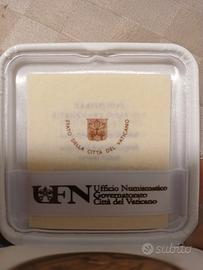 STATO DELLA CITTÀ DEL VATICANO
UFN
Ufficio Numismatico
Governatorato
Città del Vaticano
subito